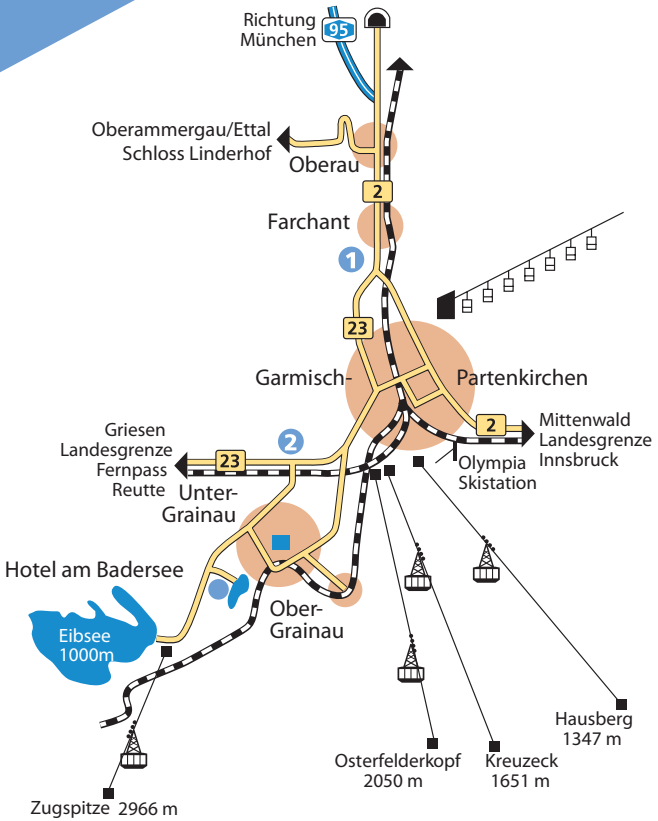 Richtung
München
95
Oberammergau/Ettal
Schloss Linderhof
Oberau
2
Farchant
1
23
Garmisch-
Partenkirchen
2
Mittenwald
Landesgrenze
Innsbruck
Griesen
Landesgrenze
Fernpass
Reutte
23
2
Olympia
Skistation
Unter-
Grainau
Hotel am Badersee
Ober-
Grainau
Eibsee
1000m
Hausberg
1347 m
Osterfelderkopf
2050 m
Kreuzeck
1651 m
Zugspitze 2966 m